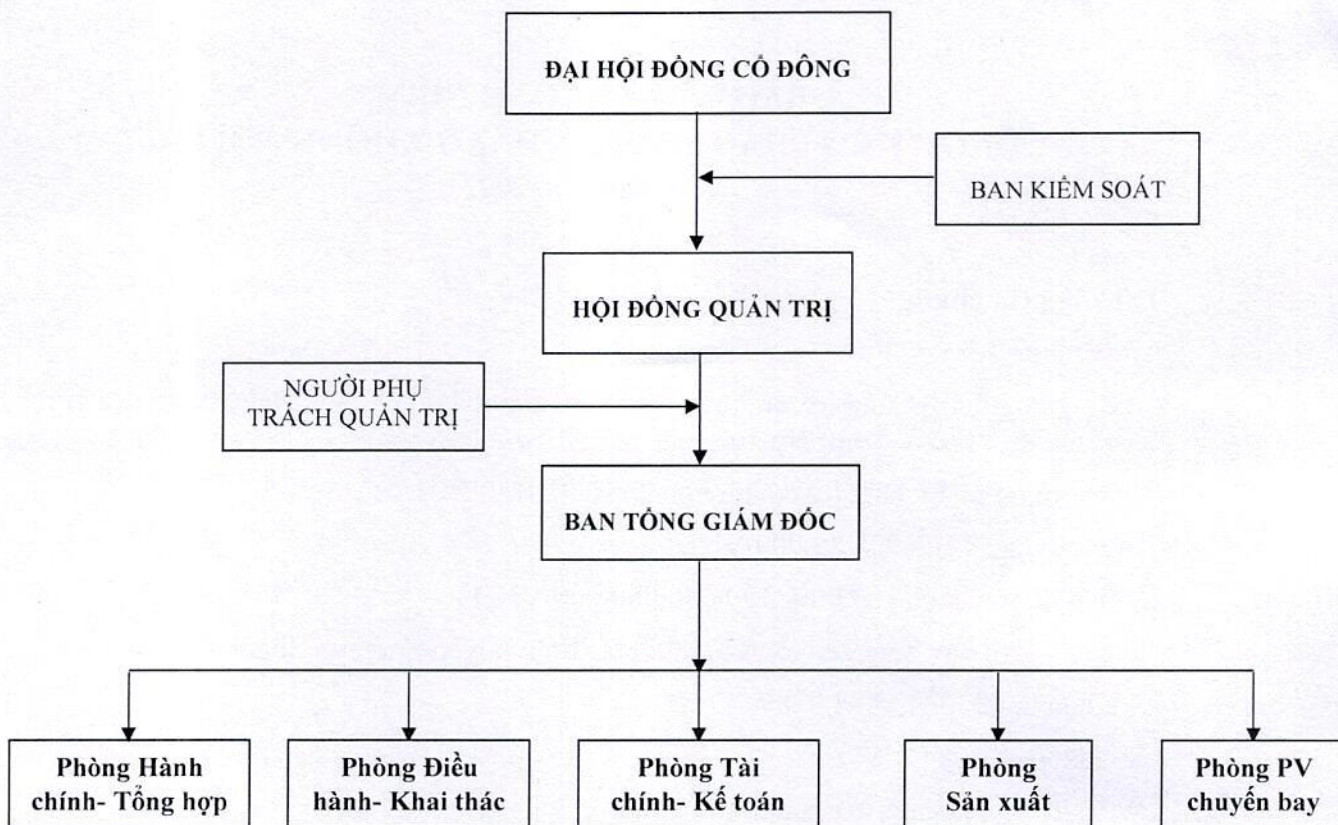 ĐẠI HỘI ĐỒNG CỔ ĐÔNG
BAN KIỂM SOÁT
HỘI ĐỒNG QUẢN TRỊ
NGƯỜI PHỤ
TRÁCH QUẢN TRỊ
BAN TỔNG GIÁM ĐỐC
Phòng Hành
chính- Tổng hợp
Phòng Điều
hành- Khai thác
Phòng Tài
chính- Kế toán
Phòng
Sản xuất
Phòng PV
chuyến bay